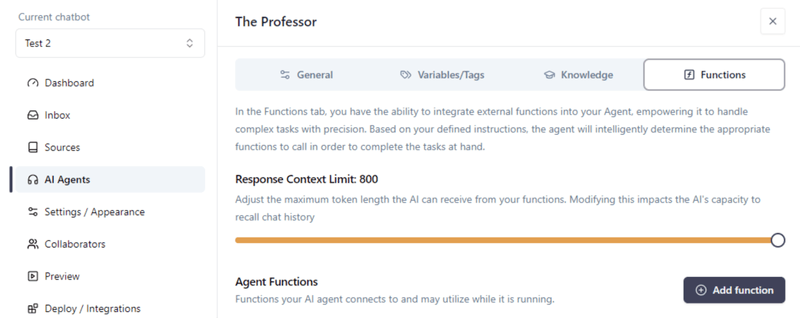 Current chatbot
Test 2
Dashboard
Inbox
Sources
AI Agents
Settings / Appearance
Collaborators
Preview
Deploy / Integrations
The Professor
General
Variables/Tags
Knowledge
Functions
In the Functions tab, you have the ability to integrate external functions into your Agent, empowering it to handle
complex tasks with precision. Based on your defined instructions, the agent will intelligently determine the appropriate
functions to call in order to complete the tasks at hand.
Response Context Limit: 800
Adjust the maximum token length the AI can receive from your functions. Modifying this impacts the AI's capacity to
recall chat history
Agent Functions
Functions your AI agent connects to and may utilize while it is running.
Add function